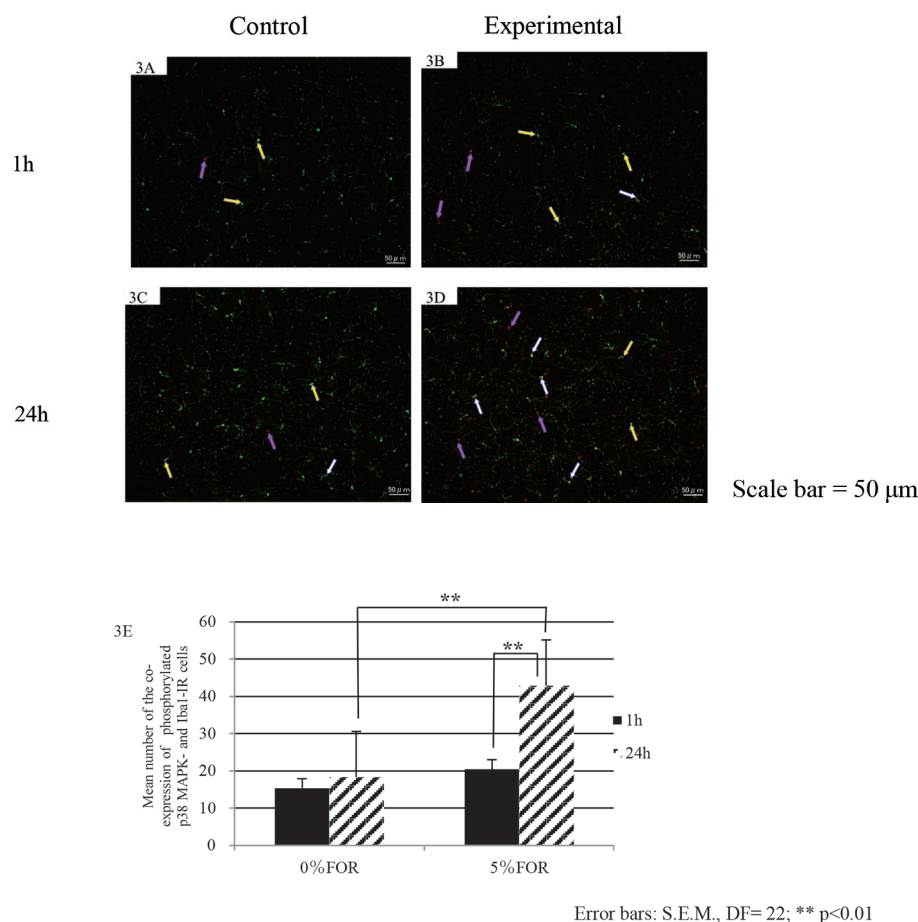 Control Experimental
3A 3B
1h
50 μm 50 μm
3C 3D
24h
50 μm 50 μm
Scale bar = 50 μm
3E
Mean number of the co-
expression of phosphorylated
p38 MAPK- and Iba1-IR cells
60
50
40
30
20
10
0
**
**
1h
24h
0%FOR 5%FOR
Error bars: S.E.M., DF= 22; ** p<0.01